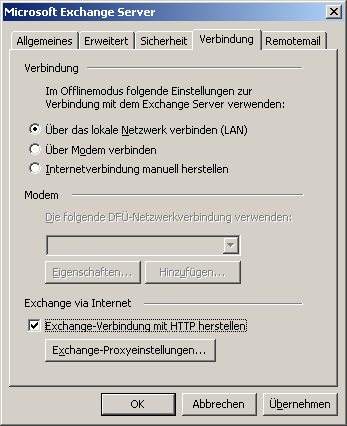 Microsoft Exchange Server
Allgemeines Erweitert Sicherheit Verbindung Remotemail
Verbindung
Im Offlinemodus folgende Einstellungen zur
Verbindung mit dem Exchange Server verwenden:
Über das lokale Netzwerk verbinden (LAN)
Über Modem verbinden
Internetverbindung manuell herstellen
Modem
Die folgende DFÜ-Netzwerkverbindung verwenden:
Eigenschaften... Hinzufügen...
Exchange via Internet
Exchange-Verbindung mit HTTP herstellen
Exchange-Proxyeinstellungen...
OK Abbrechen Übernehmen